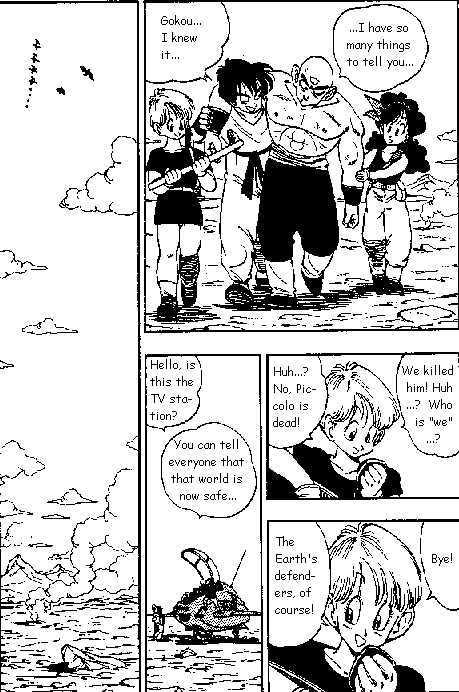 Gokou...
I knew
it...
...I have so
many things
to tell you...
Hello, is
this the
TV sta-
tion?
You can tell
everyone that
that world is
now safe...
Huh...?
No, Pic-
colo is
dead!
We killed
him! Huh
...? Who
is "we"
...?
The
Earth's
defend-
ers, of
course!
Bye!